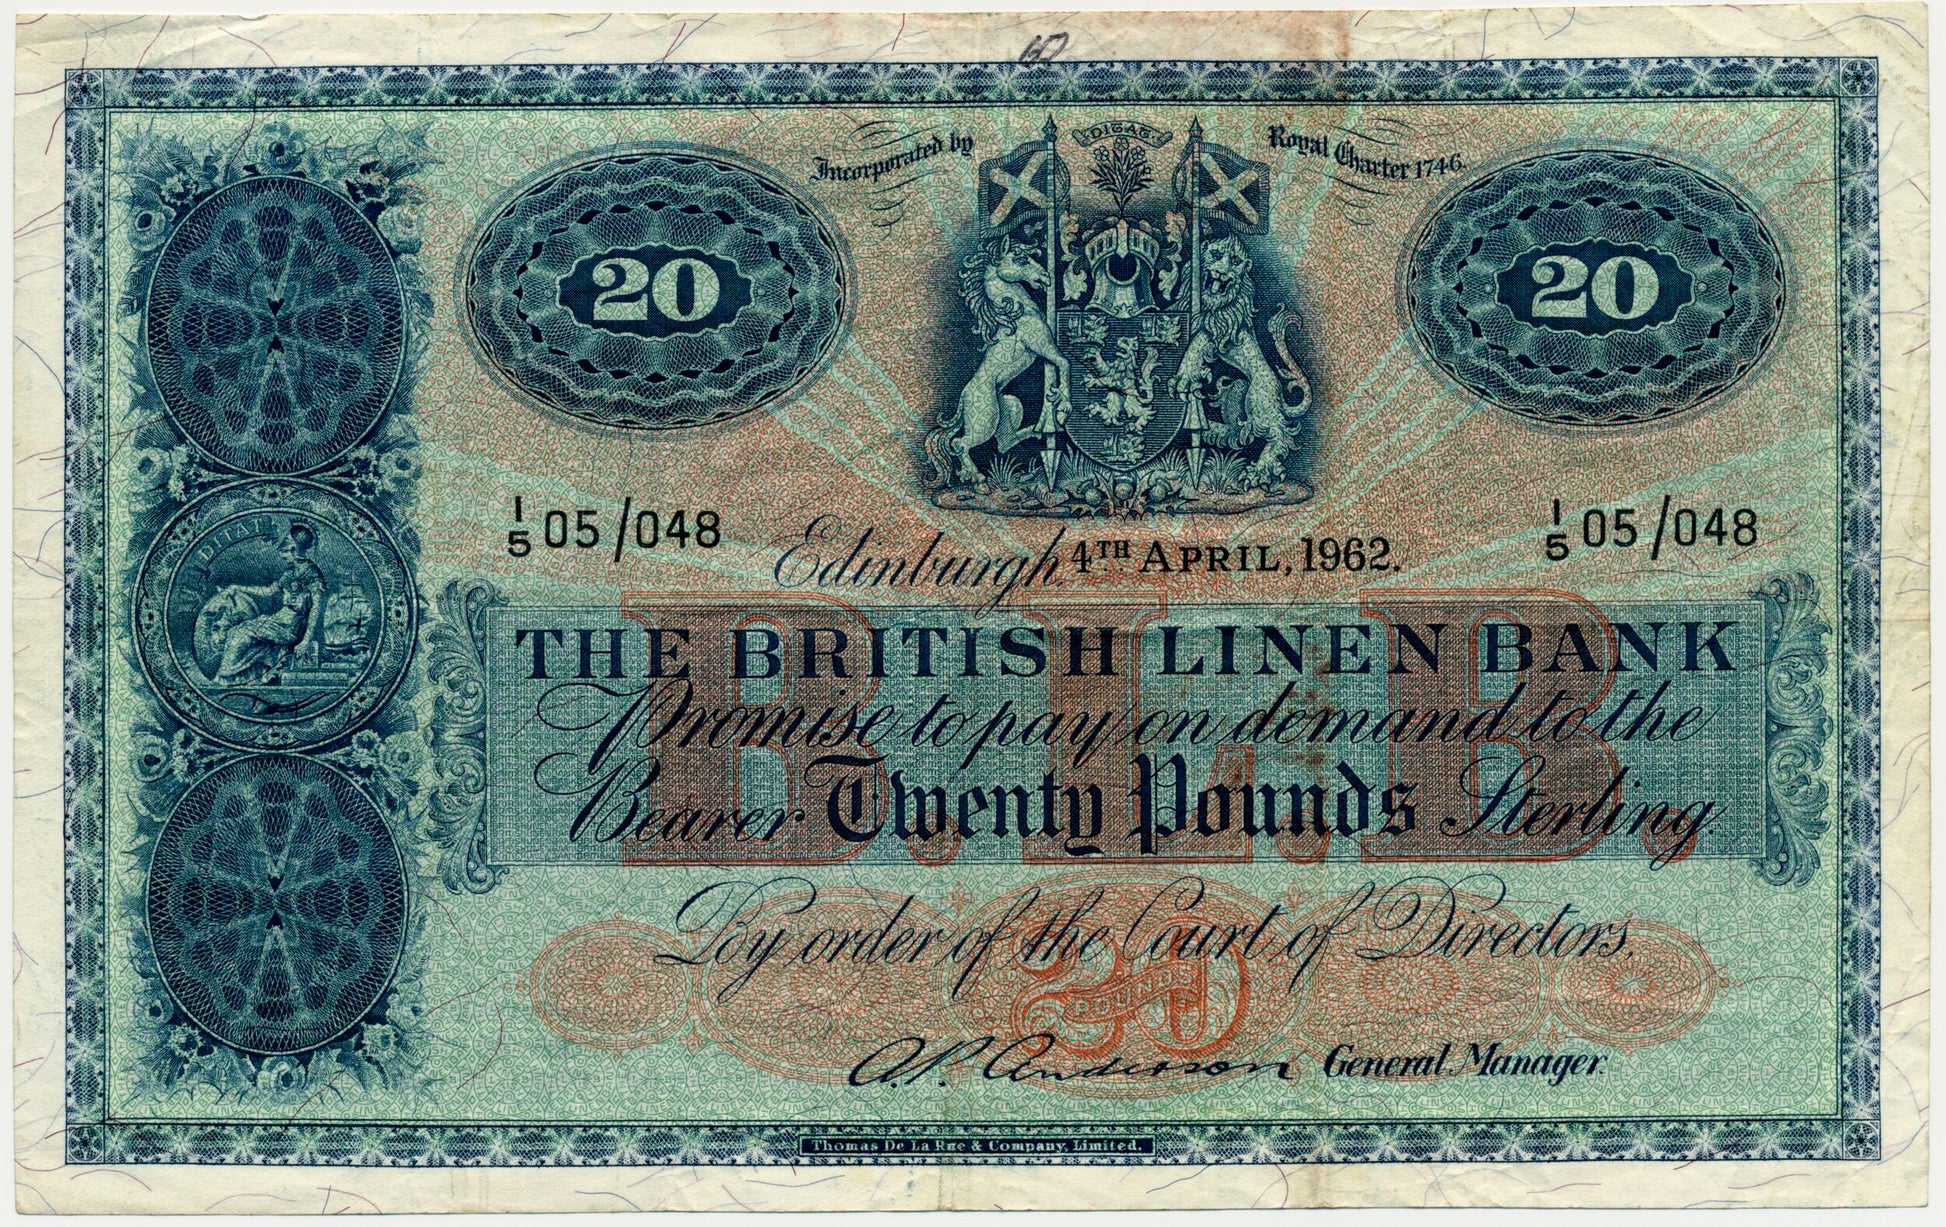 Incorporated by
Royal Charter 1746.
DITAT.
20
20
1/5 05/048
1/5 05/048
Edinburgh, 4TH APRIL, 1962.
B.L.B.
THE BRITISH LINEN BANK
Promise to pay on demand to the
Bearer Twenty Pounds Sterling.
By order of the Court of Directors,
20
POUNDS
A.P. Anderson General Manager.
Thomas De La Rue & Company, Limited.